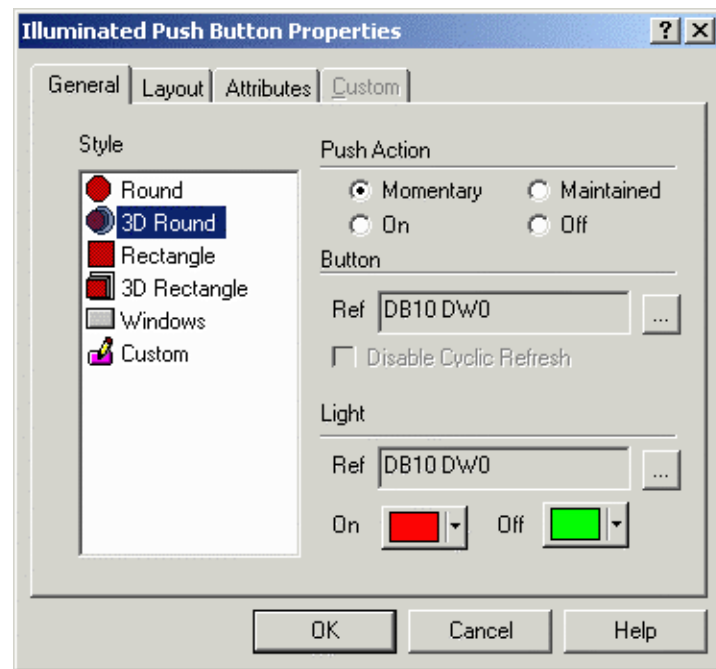 Illuminated Push Button Properties
General Layout Attributes Custom
Style
Round
3D Round
Rectangle
3D Rectangle
Windows
Custom
Push Action
Momentary Maintained
On Off
Button
Ref DB10 DW0 ...
Disable Cyclic Refresh
Light
Ref DB10 DW0 ...
On Off
OK Cancel Help